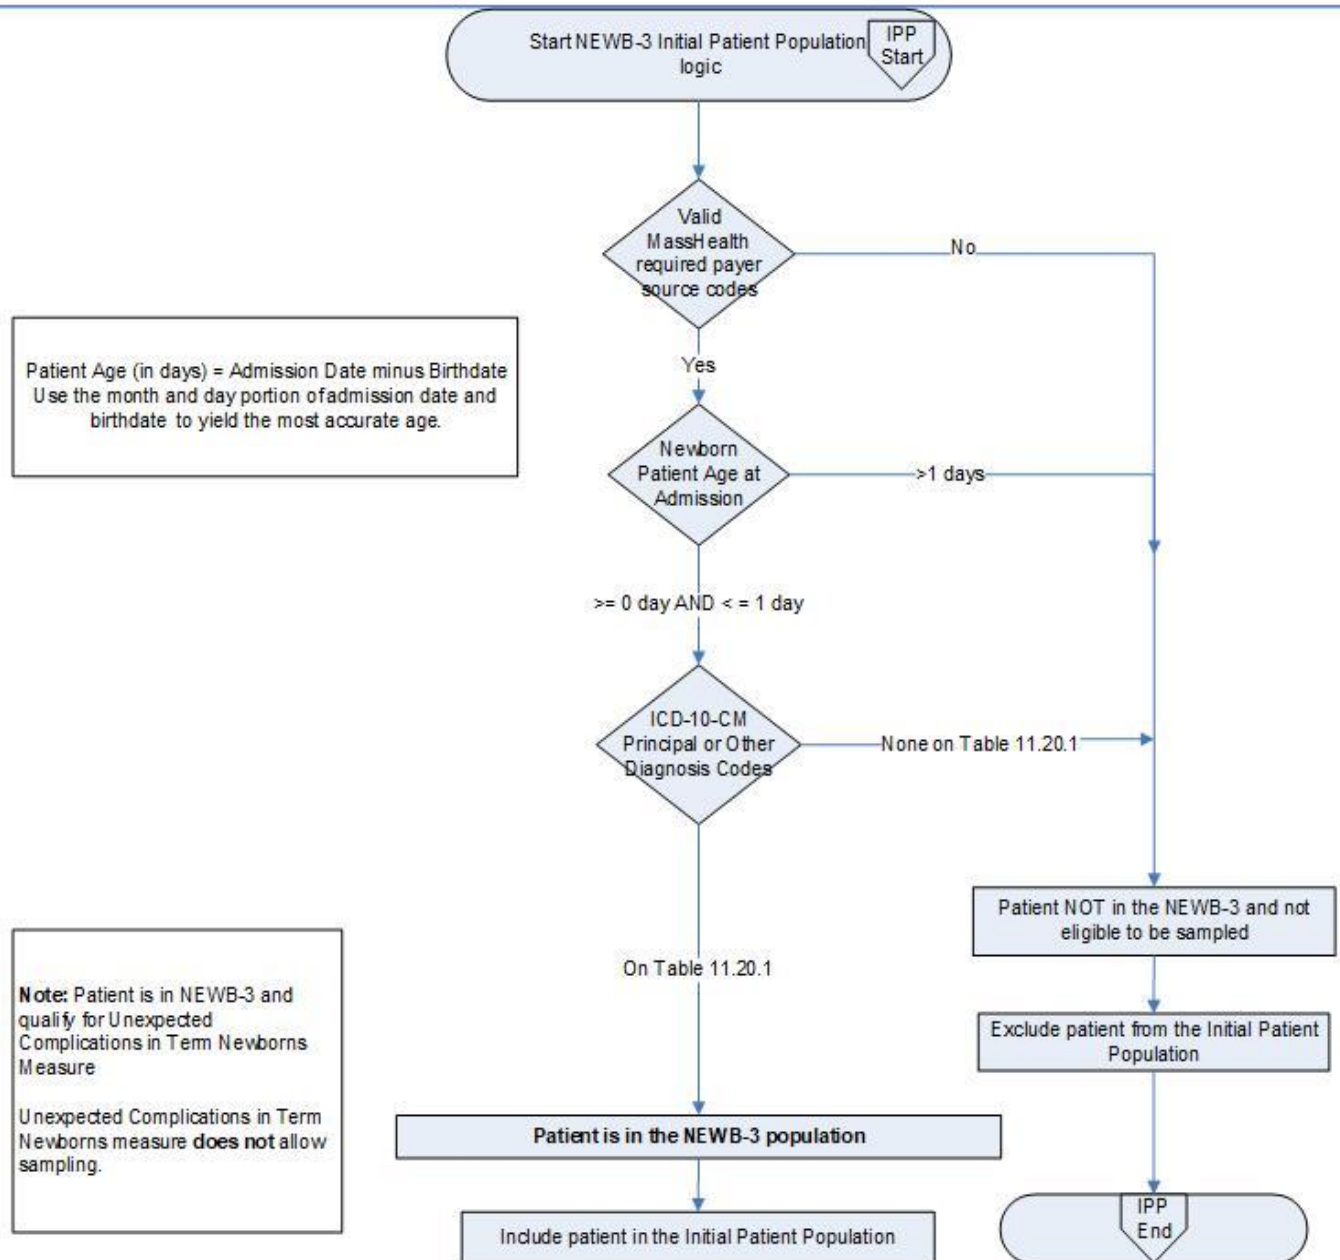 Start NEWB-3 Initial Patient Population
logic
IPP
Start
Valid
MassHealth
required payer
source codes
No
Yes
Patient Age (in days) = Admission Date minus Birthdate
Use the month and day portion of admission date and
birthdate to yield the most accurate age.
Newborn
Patient Age at
Admission
>1 days
>= 0 day AND < = 1 day
ICD-10-CM
Principal or Other
Diagnosis Codes
None on Table 11.20.1
On Table 11.20.1
Patient NOT in the NEWB-3 and not
eligible to be sampled
Exclude patient from the Initial Patient
Population
Note: Patient is in NEWB-3 and
qualify for Unexpected
Complications in Term Newborns
Measure
Unexpected Complications in Term
Newborns measure does not allow
sampling.
Patient is in the NEWB-3 population
Include patient in the Initial Patient Population
IPP
End